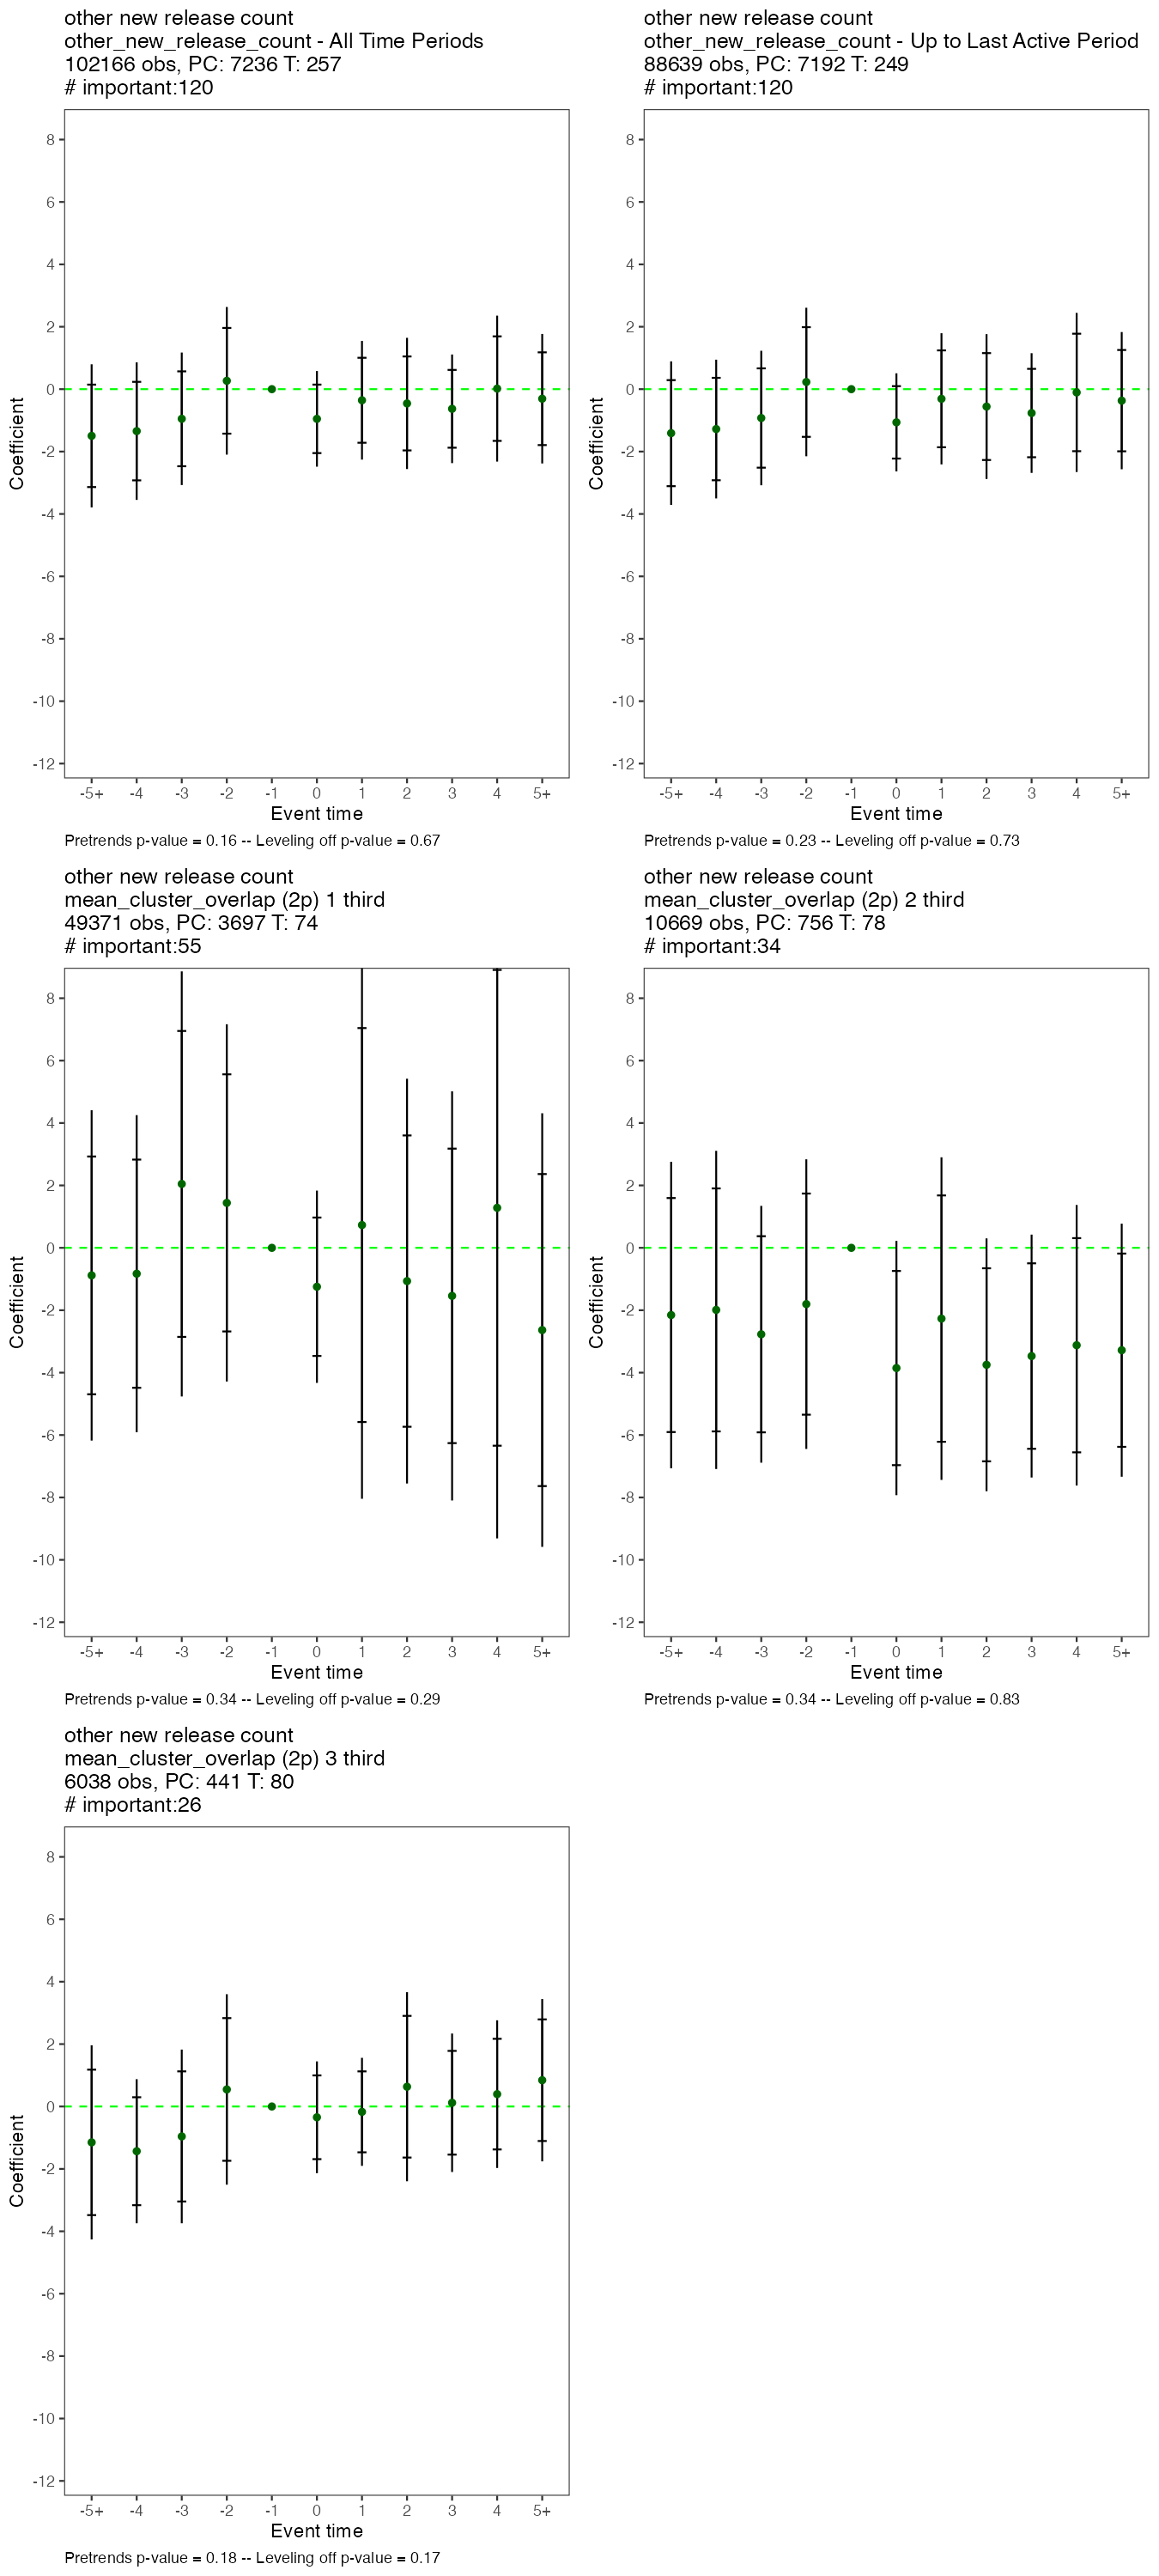 other new release count
other_new_release_count - All Time Periods
102166 obs, PC: 7236 T: 257
# important:120
8
6
4
2
0
-2
-4
-6
-8
-10
-12
Coefficient
-5+ -4 -3 -2 -1 0 1 2 3 4 5+
Event time
Pretrends p-value = 0.16 -- Leveling off p-value = 0.67
other new release count
other_new_release_count - Up to Last Active Period
88639 obs, PC: 7192 T: 249
# important:120
8
6
4
2
0
-2
-4
-6
-8
-10
-12
Coefficient
-5+ -4 -3 -2 -1 0 1 2 3 4 5+
Event time
Pretrends p-value = 0.23 -- Leveling off p-value = 0.73
other new release count
mean_cluster_overlap (2p) 1 third
49371 obs, PC: 3697 T: 74
# important:55
8
6
4
2
0
-2
-4
-6
-8
-10
-12
Coefficient
-5+ -4 -3 -2 -1 0 1 2 3 4 5+
Event time
Pretrends p-value = 0.34 -- Leveling off p-value = 0.29
other new release count
mean_cluster_overlap (2p) 2 third
10669 obs, PC: 756 T: 78
# important:34
8
6
4
2
0
-2
-4
-6
-8
-10
-12
Coefficient
-5+ -4 -3 -2 -1 0 1 2 3 4 5+
Event time
Pretrends p-value = 0.34 -- Leveling off p-value = 0.83
other new release count
mean_cluster_overlap (2p) 3 third
6038 obs, PC: 441 T: 80
# important:26
8
6
4
2
0
-2
-4
-6
-8
-10
-12
Coefficient
-5+ -4 -3 -2 -1 0 1 2 3 4 5+
Event time
Pretrends p-value = 0.18 -- Leveling off p-value = 0.17